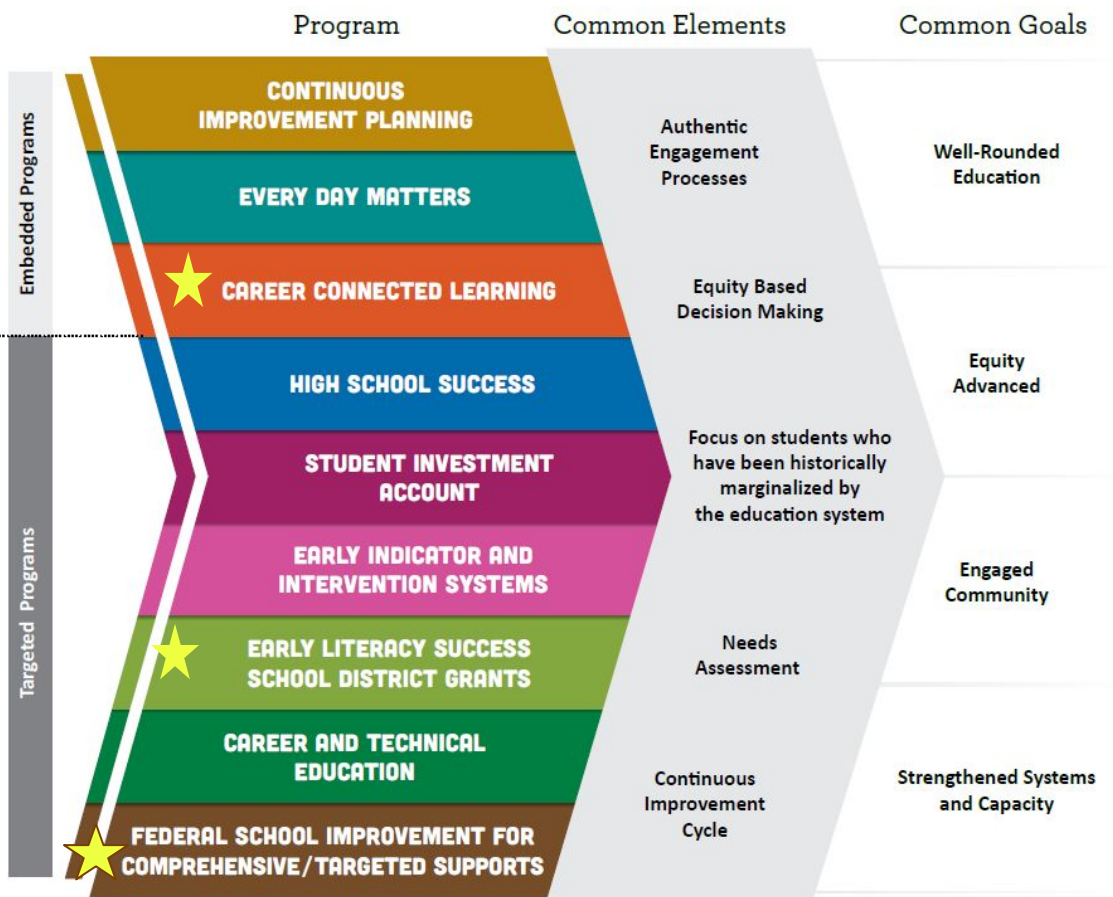 Program
Common Elements
Common Goals
Embedded Programs
Targeted Programs
CONTINUOUS
IMPROVEMENT PLANNING
EVERY DAY MATTERS
CAREER CONNECTED LEARNING
HIGH SCHOOL SUCCESS
STUDENT INVESTMENT
ACCOUNT
EARLY INDICATOR AND
INTERVENTION SYSTEMS
EARLY LITERACY SUCCESS
SCHOOL DISTRICT GRANTS
CAREER AND TECHNICAL
EDUCATION
FEDERAL SCHOOL IMPROVEMENT FOR
COMPREHENSIVE/TARGETED SUPPORTS
Authentic
Engagement
Processes
Equity Based
Decision Making
Focus on students who
have been historically
marginalized by
the education system
Needs
Assessment
Continuous
Improvement
Cycle
Well-Rounded
Education
Equity
Advanced
Engaged
Community
Strengthened Systems
and Capacity